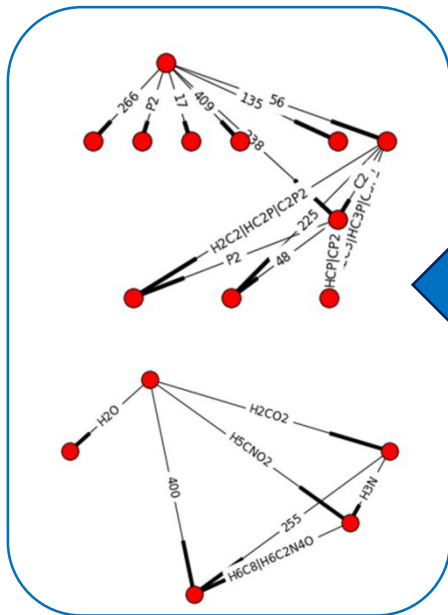 266
P2
17
409
135
56
238
C2
H2C2|HC2P|C2P2
225
P2
48
HCP|CP2
H2O
H2CO2
H5CNO2
400
H3N
255
H6C8|H6C2N4O